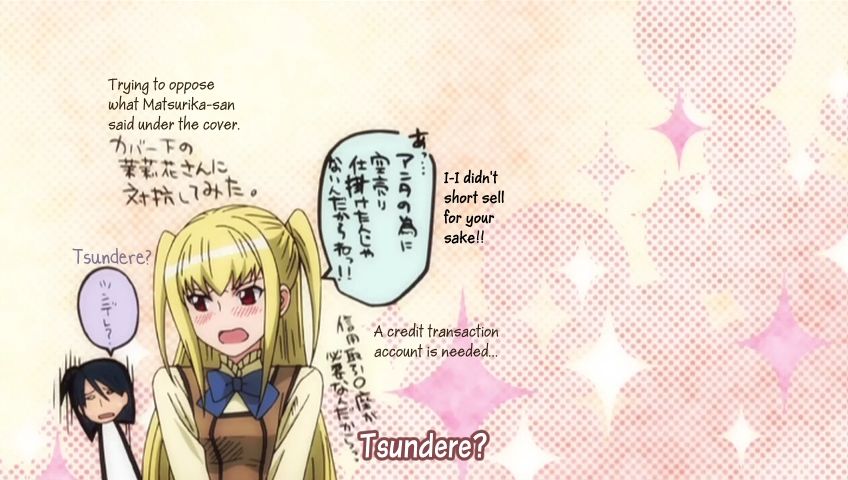 Trying to oppose
what Matsurika-san
said under the cover.
カバー下の
茉莉花さんに
対抗してみた。
あっ…
アンタの為に
空売り
仕掛けたんじゃ
ないんだからねっ!!
I-I didn't
short sell
for your
sake!!
Tsundere?
ツンデレ?
信用取引口座が
必要なんだから…
A credit transaction
account is needed...
Tsundere?